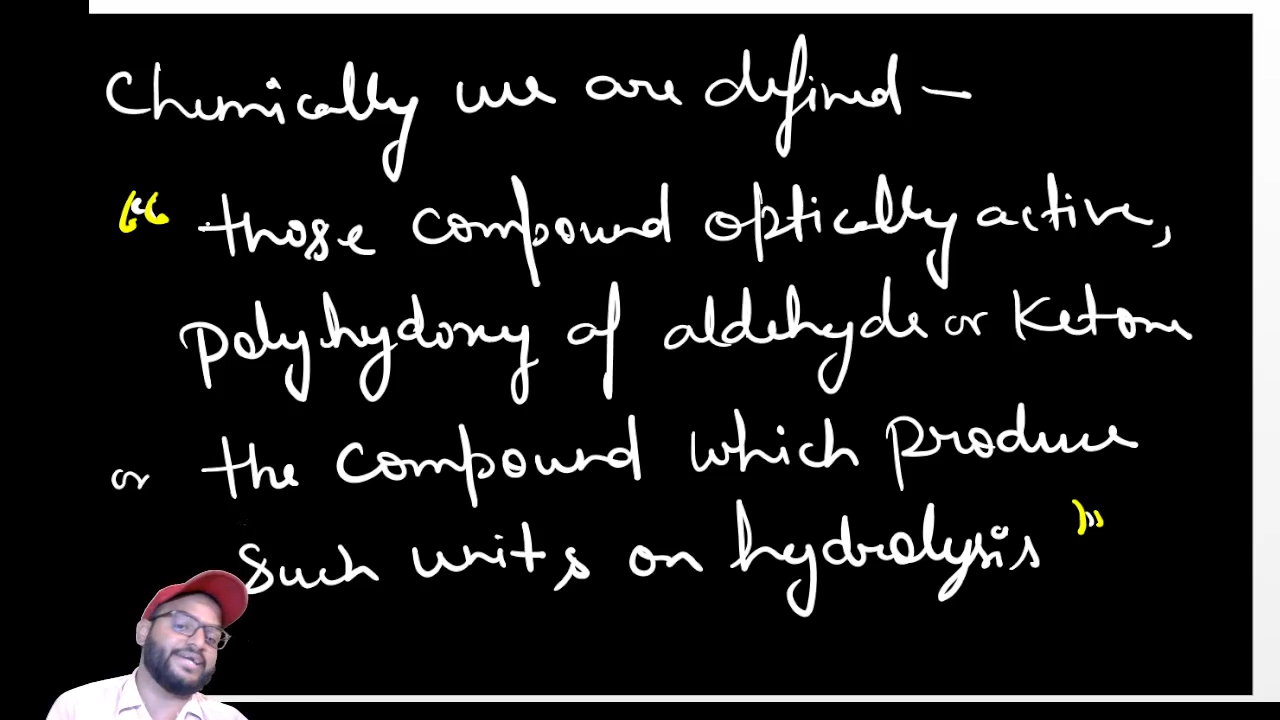 Chemically we are defined –
“ those compound optically active,
polyhydoxy of aldehyde or Ketone
or the compound which produce
such units on hydrolysis ”